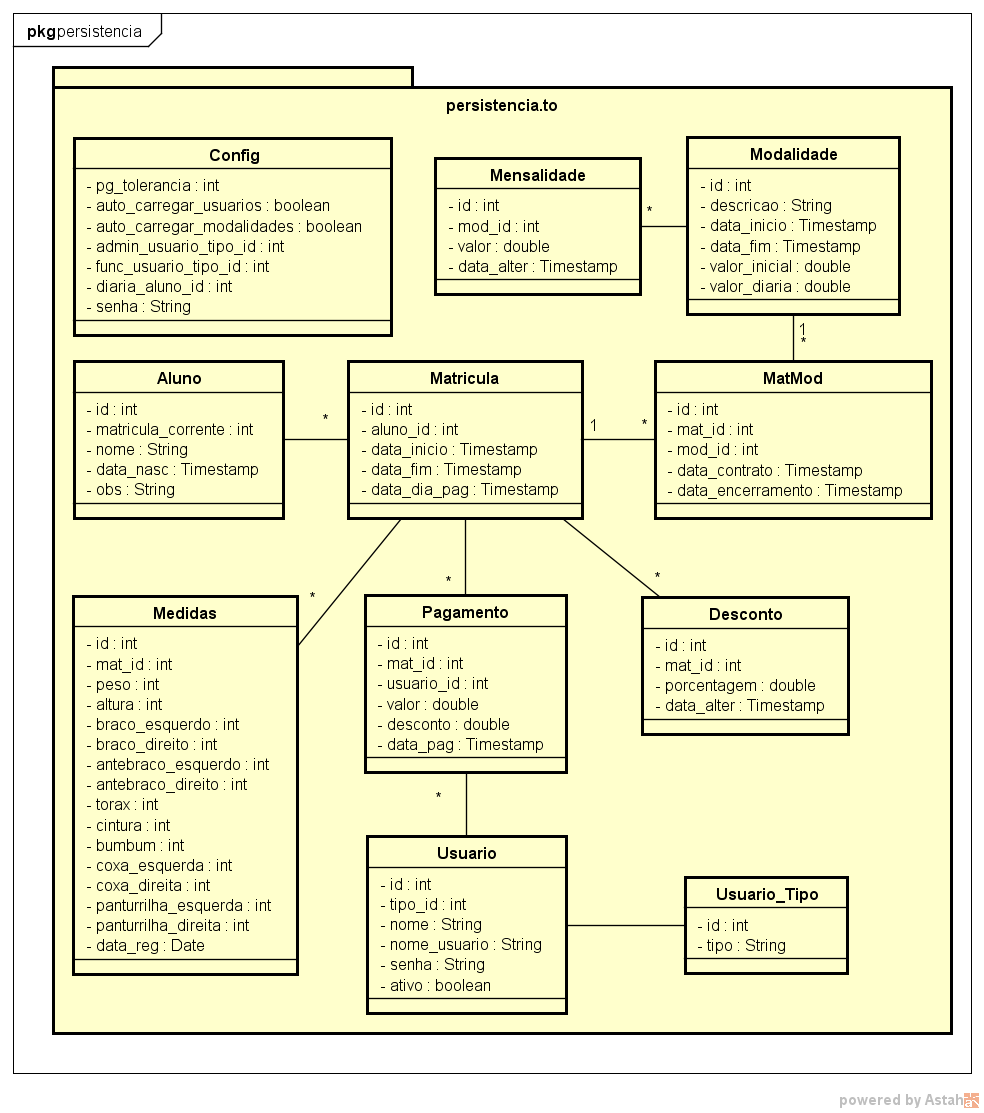 pkg persistencia
persistencia.to
Config
- pg_tolerancia : int
- auto_carregar_usuarios : boolean
- auto_carregar_modalidades : boolean
- admin_usuario_tipo_id : int
- func_usuario_tipo_id : int
- diaria_aluno_id : int
- senha : String
Mensalidade
- id : int
- mod_id : int
- valor : double
- data_alter : Timestamp
*
Modalidade
- id : int
- descricao : String
- data_inicio : Timestamp
- data_fim : Timestamp
- valor_inicial : double
- valor_diaria : double
1
*
Aluno
- id : int
- matricula_corrente : int
- nome : String
- data_nasc : Timestamp
- obs : String
*
Matricula
- id : int
- aluno_id : int
- data_inicio : Timestamp
- data_fim : Timestamp
- data_dia_pag : Timestamp
1
*
MatMod
- id : int
- mat_id : int
- mod_id : int
- data_contrato : Timestamp
- data_encerramento : Timestamp
*
*
*
Medidas
- id : int
- mat_id : int
- peso : int
- altura : int
- braco_esquerdo : int
- braco_direito : int
- antebraco_esquerdo : int
- antebraco_direito : int
- torax : int
- cintura : int
- bumbum : int
- coxa_esquerda : int
- coxa_direita : int
- panturrilha_esquerda : int
- panturrilha_direita : int
- data_reg : Date
Pagamento
- id : int
- mat_id : int
- usuario_id : int
- valor : double
- desconto : double
- data_pag : Timestamp
*
Desconto
- id : int
- mat_id : int
- porcentagem : double
- data_alter : Timestamp
Usuario
- id : int
- tipo_id : int
- nome : String
- nome_usuario : String
- senha : String
- ativo : boolean
Usuario_Tipo
- id : int
- tipo : String
powered by Astah